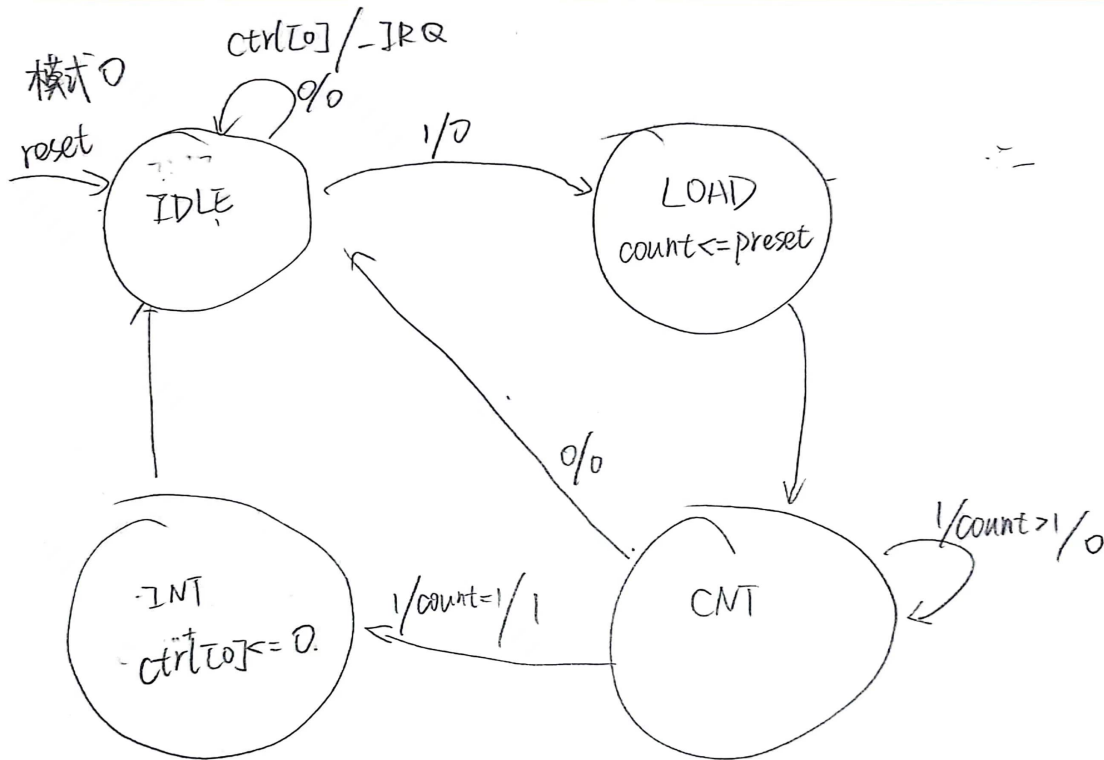 ctrl[0]/_IRQ
模式0
0/0
reset
1/0
IDLE
LOAD
count<=preset
0/0
1/count>1/0
1/count=1/1
INT
ctrl[0]<=0.
CNT